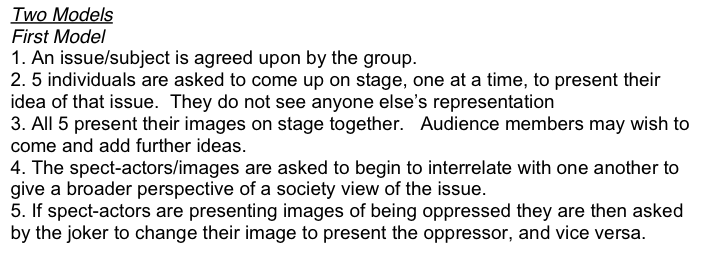 Two Models
First Model
1. An issue/subject is agreed upon by the group.
2. 5 individuals are asked to come up on stage, one at a time, to present their
idea of that issue.  They do not see anyone else's representation
3. All 5 present their images on stage together.   Audience members may wish to
come and add further ideas.
4. The spect-actors/images are asked to begin to interrelate with one another to
give a broader perspective of a society view of the issue.
5. If spect-actors are presenting images of being oppressed they are then asked
by the joker to change their image to present the oppressor, and vice versa.